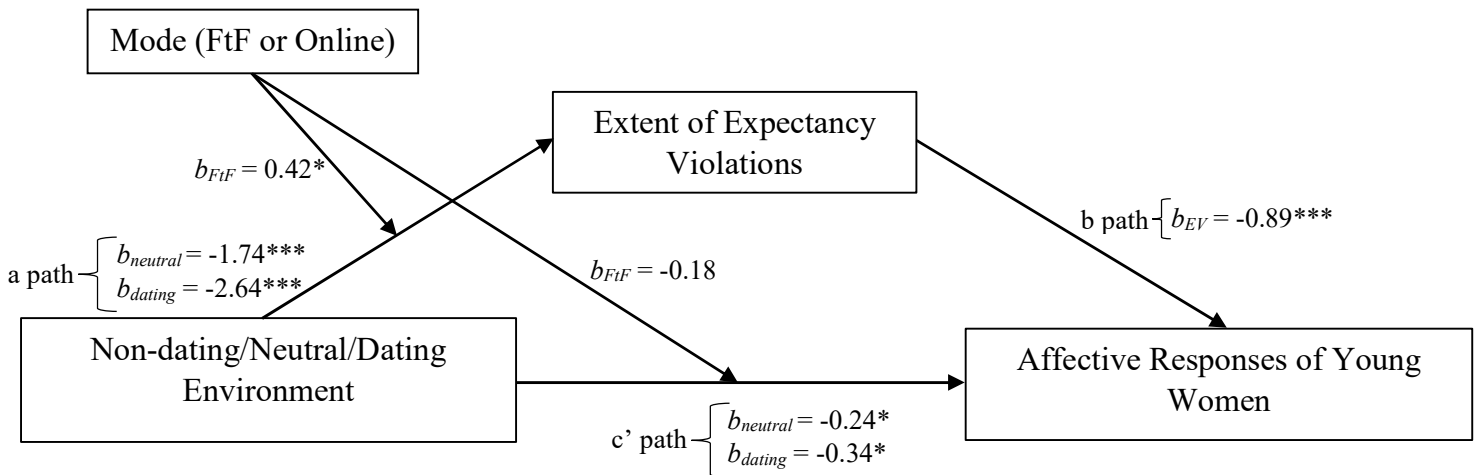 Mode (FtF or Online)
Extent of Expectancy
Violations
b_FtF = 0.42*
b path
b_EV = -0.89***
a path
b_neutral = -1.74***
b_dating = -2.64***
b_FtF = -0.18
Non-dating/Neutral/Dating
Environment
Affective Responses of Young
Women
c’ path
b_neutral = -0.24*
b_dating = -0.34*